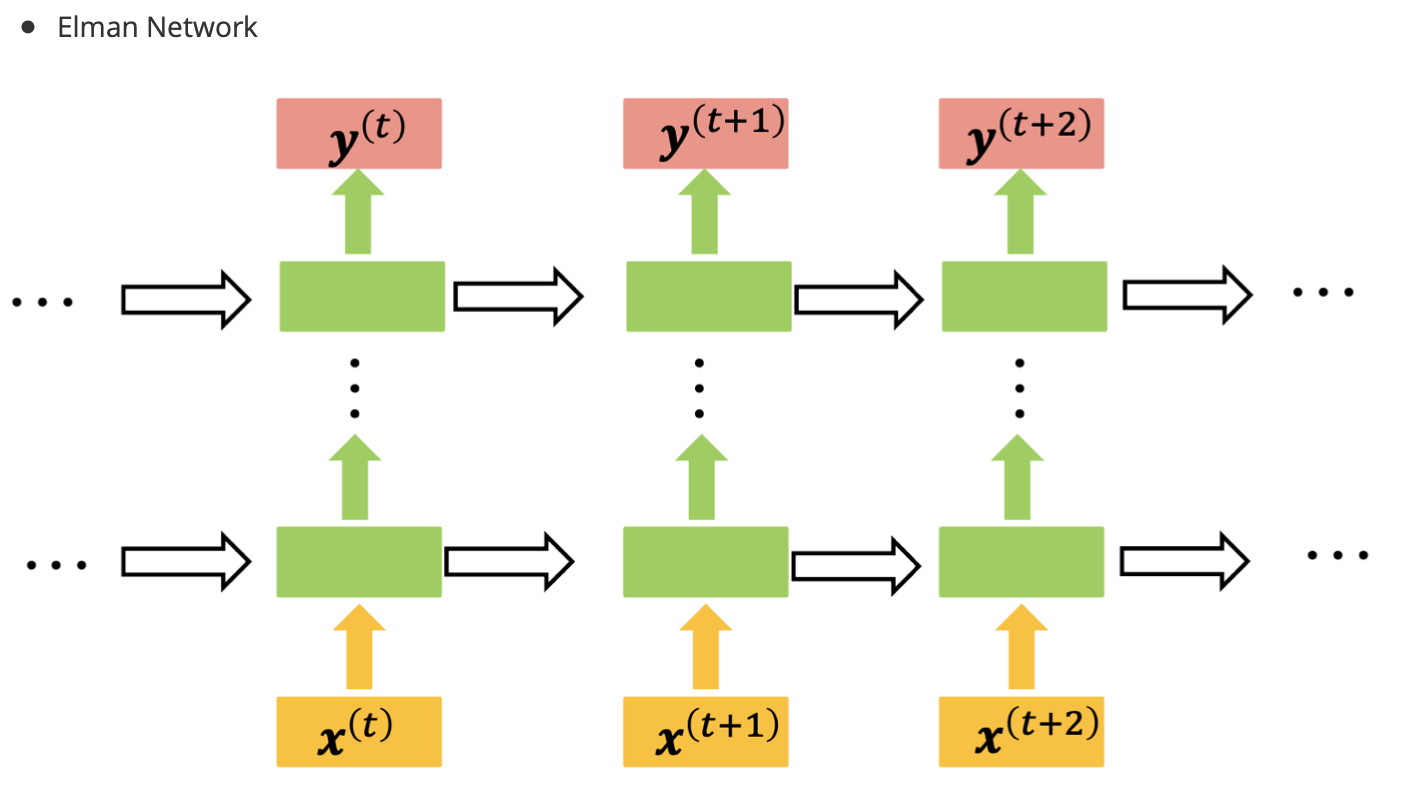 • Elman Network
y^(t) y^(t+1) y^(t+2)
... ...
... ...
x^(t) x^(t+1) x^(t+2)